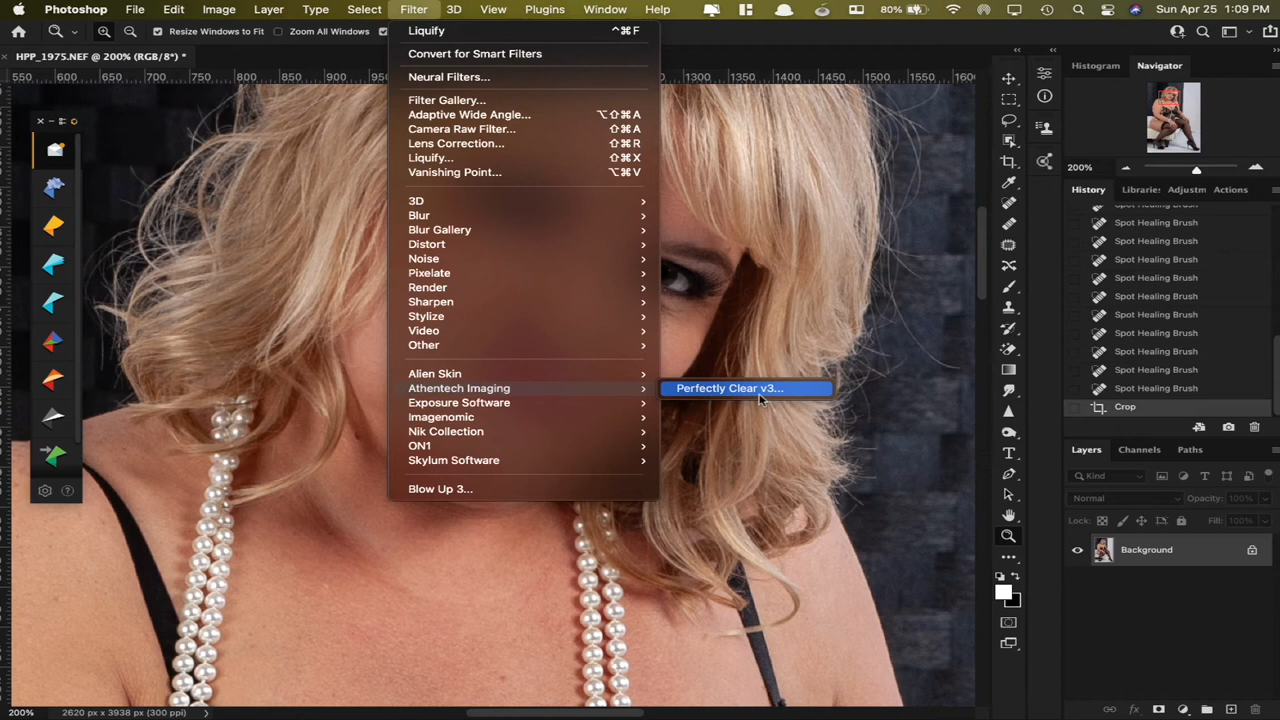 Photoshop File Edit Image Layer Type Select Filter 3D View Plugins Window Help 80% Sun Apr 25 1:09 PM
Resize Windows to Fit Zoom All Windows
HPP_1975.NEF @ 200% (RGB/8*) *
550 600 650 700 750 800 850 900 950 1300 1350 1400 1450 1500 1550 1600
Liquify ⌃⌘F
Convert for Smart Filters
Neural Filters...
Filter Gallery...
Adaptive Wide Angle... ⌥⇧⌘A
Camera Raw Filter... ⇧⌘A
Lens Correction... ⇧⌘R
Liquify... ⇧⌘X
Vanishing Point... ⌥⌘V
3D
Blur
Blur Gallery
Distort
Noise
Pixelate
Render
Sharpen
Stylize
Video
Other
Alien Skin
Athentech Imaging
Perfectly Clear v3...
Exposure Software
Imagenomic
Nik Collection
ON1
Skylum Software
Blow Up 3...
Histogram Navigator
200%
History Librarie Adjustm Actions
Spot Healing Brush
Spot Healing Brush
Spot Healing Brush
Spot Healing Brush
Spot Healing Brush
Spot Healing Brush
Spot Healing Brush
Spot Healing Brush
Spot Healing Brush
Spot Healing Brush
Spot Healing Brush
Crop
Layers Channels Paths
Kind
Normal Opacity: 100%
Lock: Fill: 100%
Background
200% 2620 px x 3938 px (300 ppi)